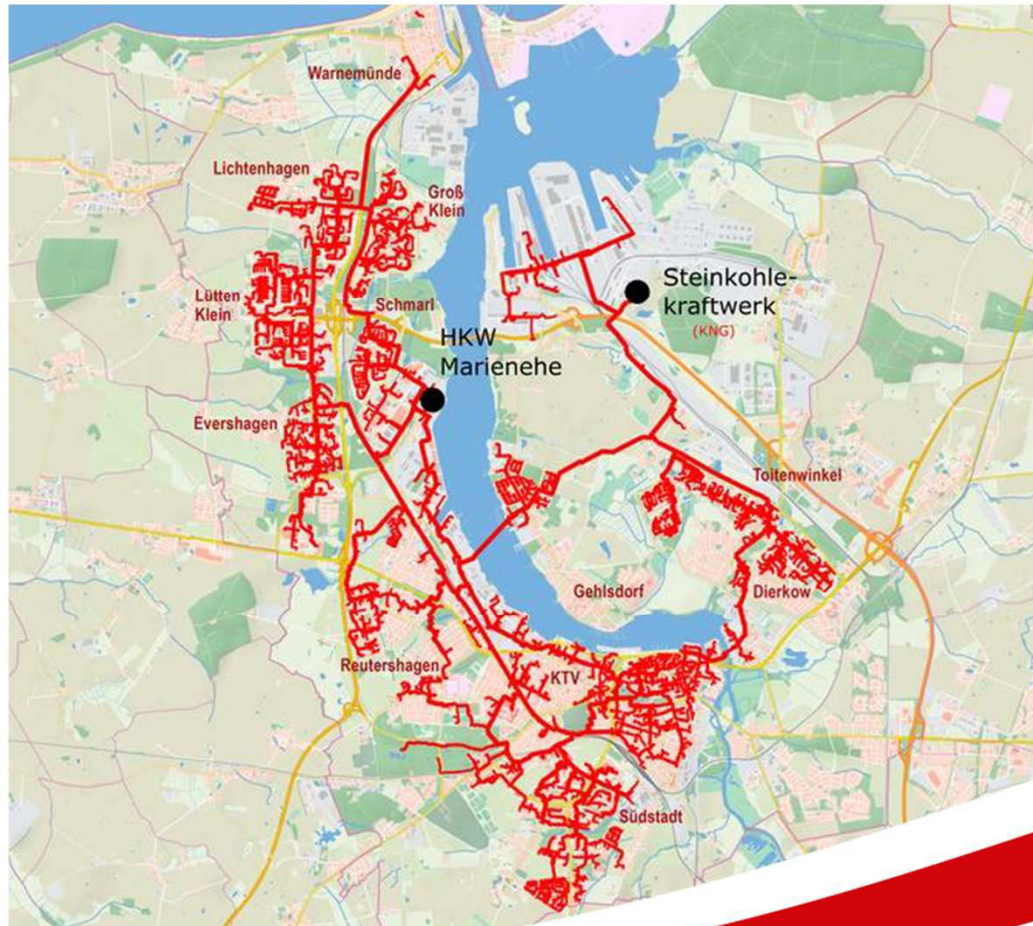 Warnemünde
Lichtenhagen
Groß
Klein
Lütten
Klein
Schmarl
Steinkohle-
kraftwerk
(KNG)
HKW
Marienehe
Evershagen
Toitenwinkel
Gehlsdorf
Dierkow
Reutershagen
KTV
Südstadt